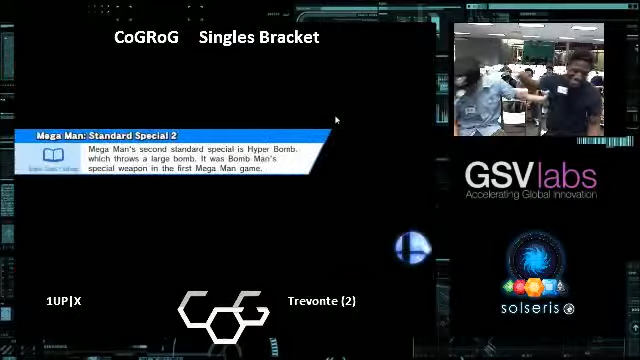 CoGRoG Singles Bracket
Mega Man: Standard Special 2
Mega Man's second standard special is Hyper Bomb,
which throws a large bomb. It was Bomb Man's
special weapon in the first Mega Man game.
GSVlabs
Accelerating Global Innovation
solseris
1UP|X
Trevonte (2)